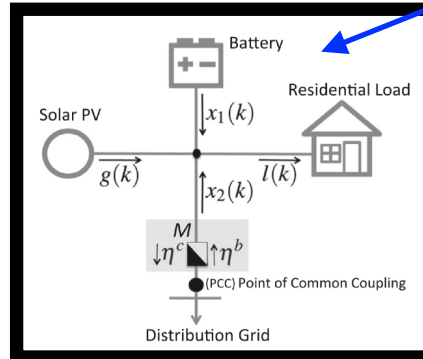 Battery
+ −
Residential Load
Solar PV
x₁(k)
g(k)
l(k)
x₂(k)
M
↓ηᶜ ↑ηᵇ
(PCC) Point of Common Coupling
Distribution Grid